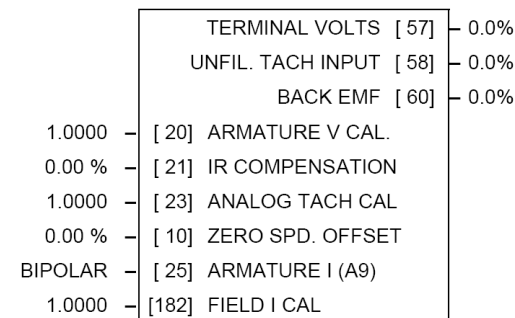 TERMINAL VOLTS [ 57] – 0.0%
UNFIL. TACH INPUT [ 58] – 0.0%
BACK EMF [ 60] – 0.0%
1.0000 – [ 20] ARMATURE V CAL.
0.00 % – [ 21] IR COMPENSATION
1.0000 – [ 23] ANALOG TACH CAL
0.00 % – [ 10] ZERO SPD. OFFSET
BIPOLAR – [ 25] ARMATURE I (A9)
1.0000 – [182] FIELD I CAL